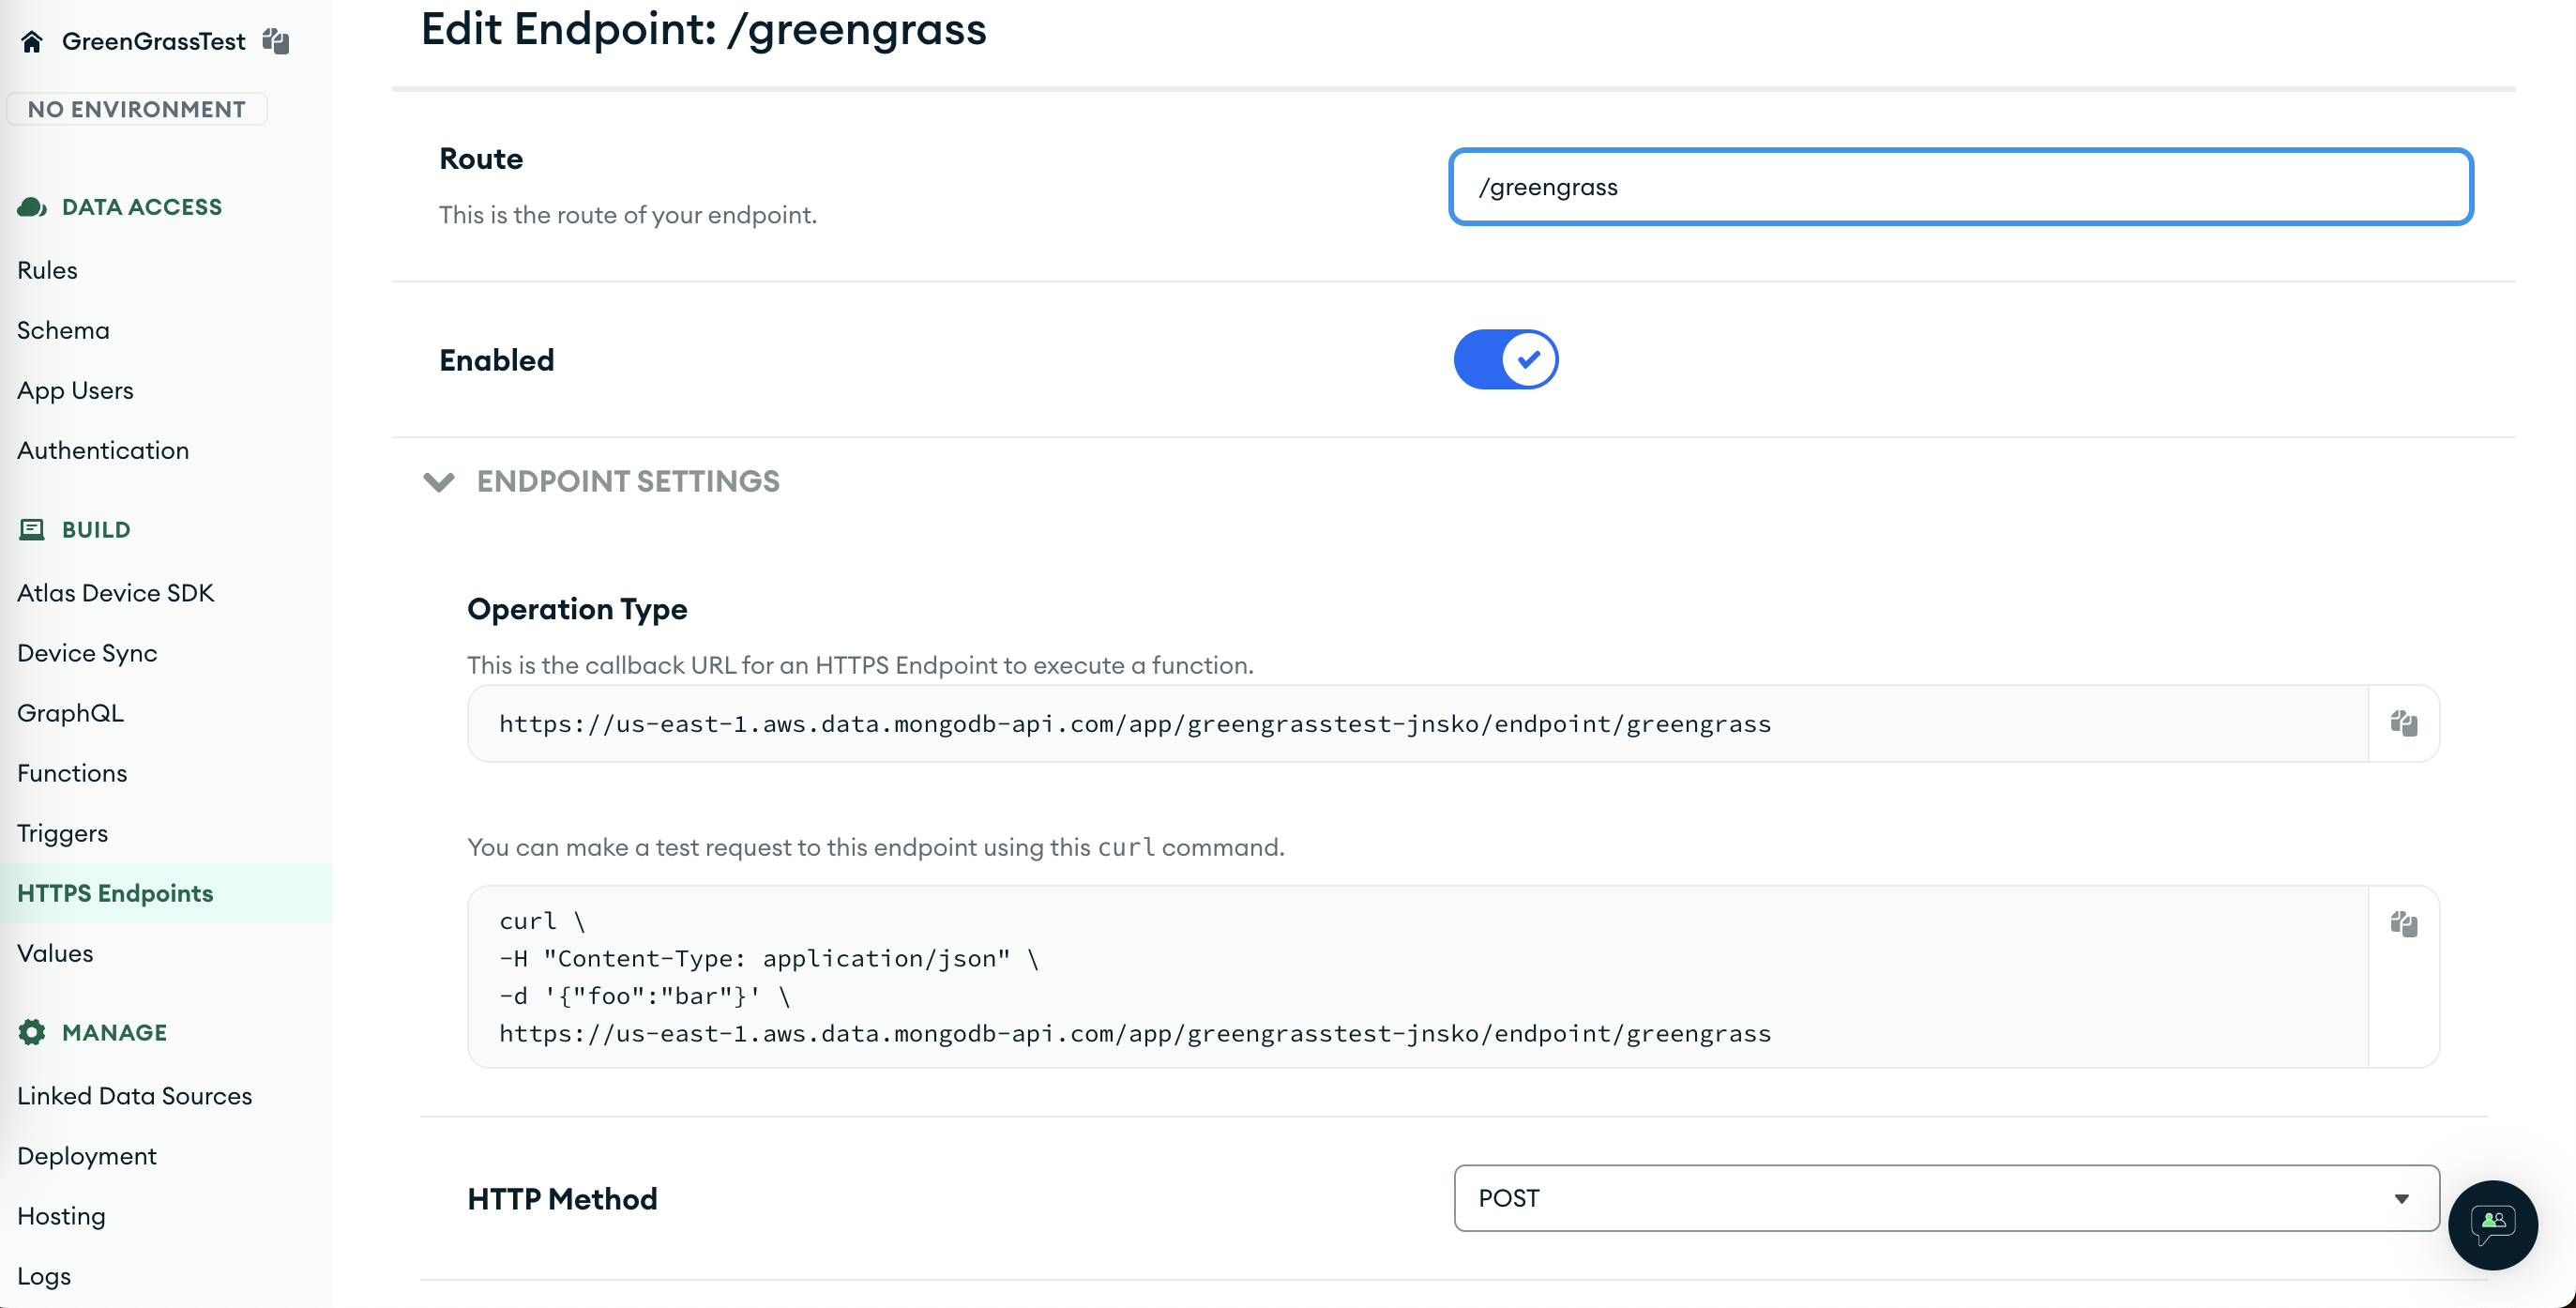 GreenGrassTest
NO ENVIRONMENT
DATA ACCESS
Rules
Schema
App Users
Authentication
BUILD
Atlas Device SDK
Device Sync
GraphQL
Functions
Triggers
HTTPS Endpoints
Values
MANAGE
Linked Data Sources
Deployment
Hosting
Logs
Edit Endpoint: /greengrass
Route
This is the route of your endpoint.
/greengrass
Enabled
ENDPOINT SETTINGS
Operation Type
This is the callback URL for an HTTPS Endpoint to execute a function.
https://us-east-1.aws.data.mongodb-api.com/app/greengrasstest-jnsko/endpoint/greengrass
You can make a test request to this endpoint using this curl command.
curl \
-H "Content-Type: application/json" \
-d '{"foo":"bar"}' \
https://us-east-1.aws.data.mongodb-api.com/app/greengrasstest-jnsko/endpoint/greengrass
HTTP Method
POST